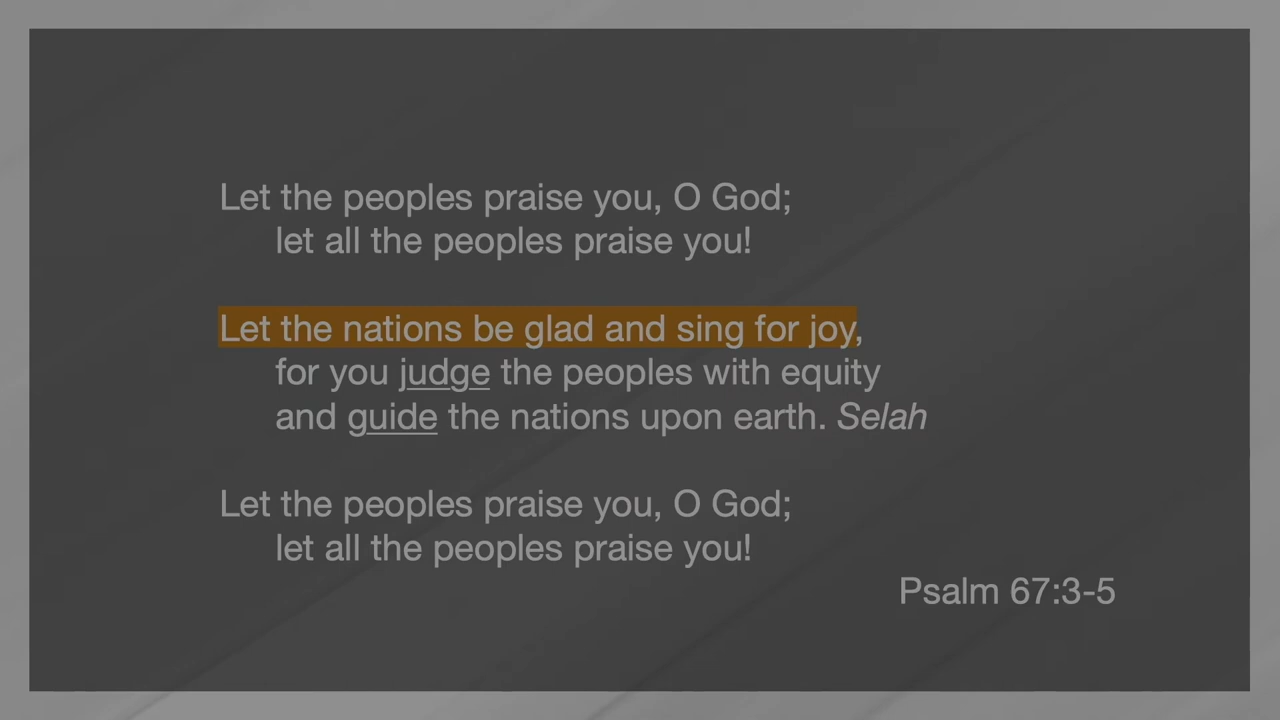 Let the peoples praise you, O God;
let all the peoples praise you!
Let the nations be glad and sing for joy,
for you judge the peoples with equity
and guide the nations upon earth. Selah
Let the peoples praise you, O God;
let all the peoples praise you!
Psalm 67:3-5